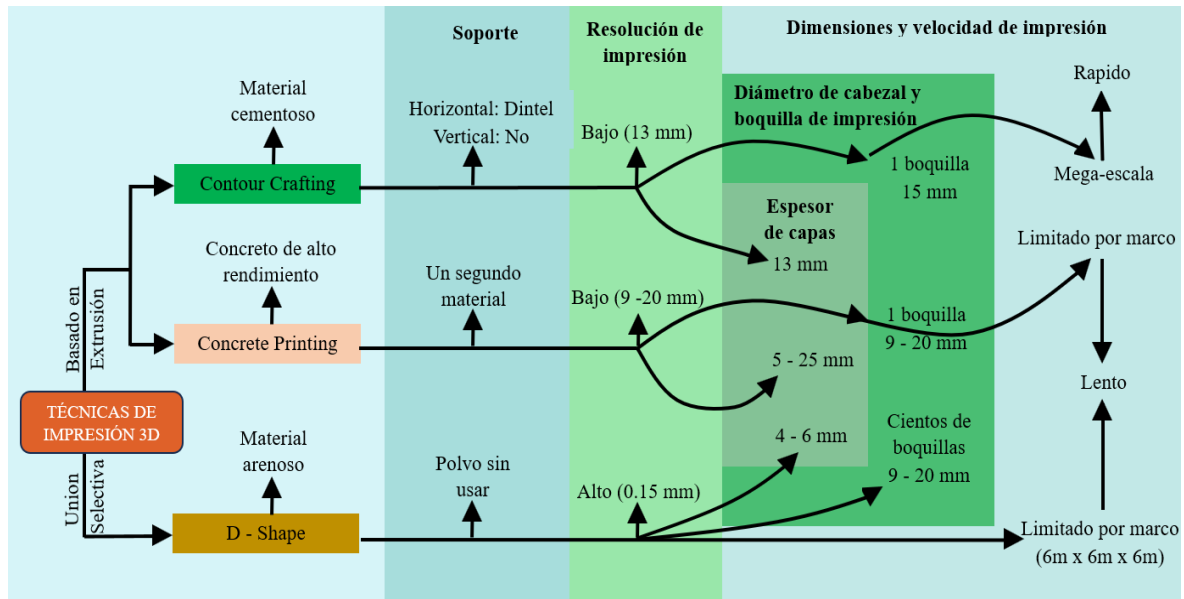 Soporte
Resolución de
impresión
Dimensiones y velocidad de impresión
Material
cementoso
Horizontal: Dintel
Vertical: No
Bajo (13 mm)
Diámetro de cabezal y
boquilla de impresión
Rapido
Contour Crafting
1 boquilla
15 mm
Mega-escala
Espesor
de capas
13 mm
Basado en
Extrusión
Concreto de alto
rendimiento
Un segundo
material
Bajo (9 -20 mm)
Limitado por marco
Concrete Printing
1 boquilla
9 - 20 mm
5 - 25 mm
Lento
TÉCNICAS DE
IMPRESIÓN 3D
Union
Selectiva
Material
arenoso
Polvo sin
usar
Alto (0.15 mm)
4 - 6 mm
Cientos de
boquillas
9 - 20 mm
D - Shape
Limitado por marco
(6m x 6m x 6m)